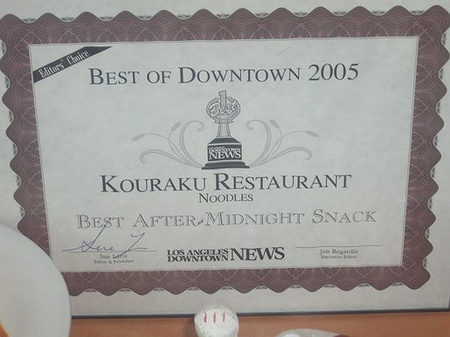 Editors' Choice
BEST OF DOWNTOWN 2005
DOWNTOWN
NEWS
KOURAKU RESTAURANT
NOODLES
BEST AFTER-MIDNIGHT SNACK
Sue Laris
Editor & Publisher
LOS ANGELES
DOWNTOWN NEWS
Jon Regardie
Executive Editor